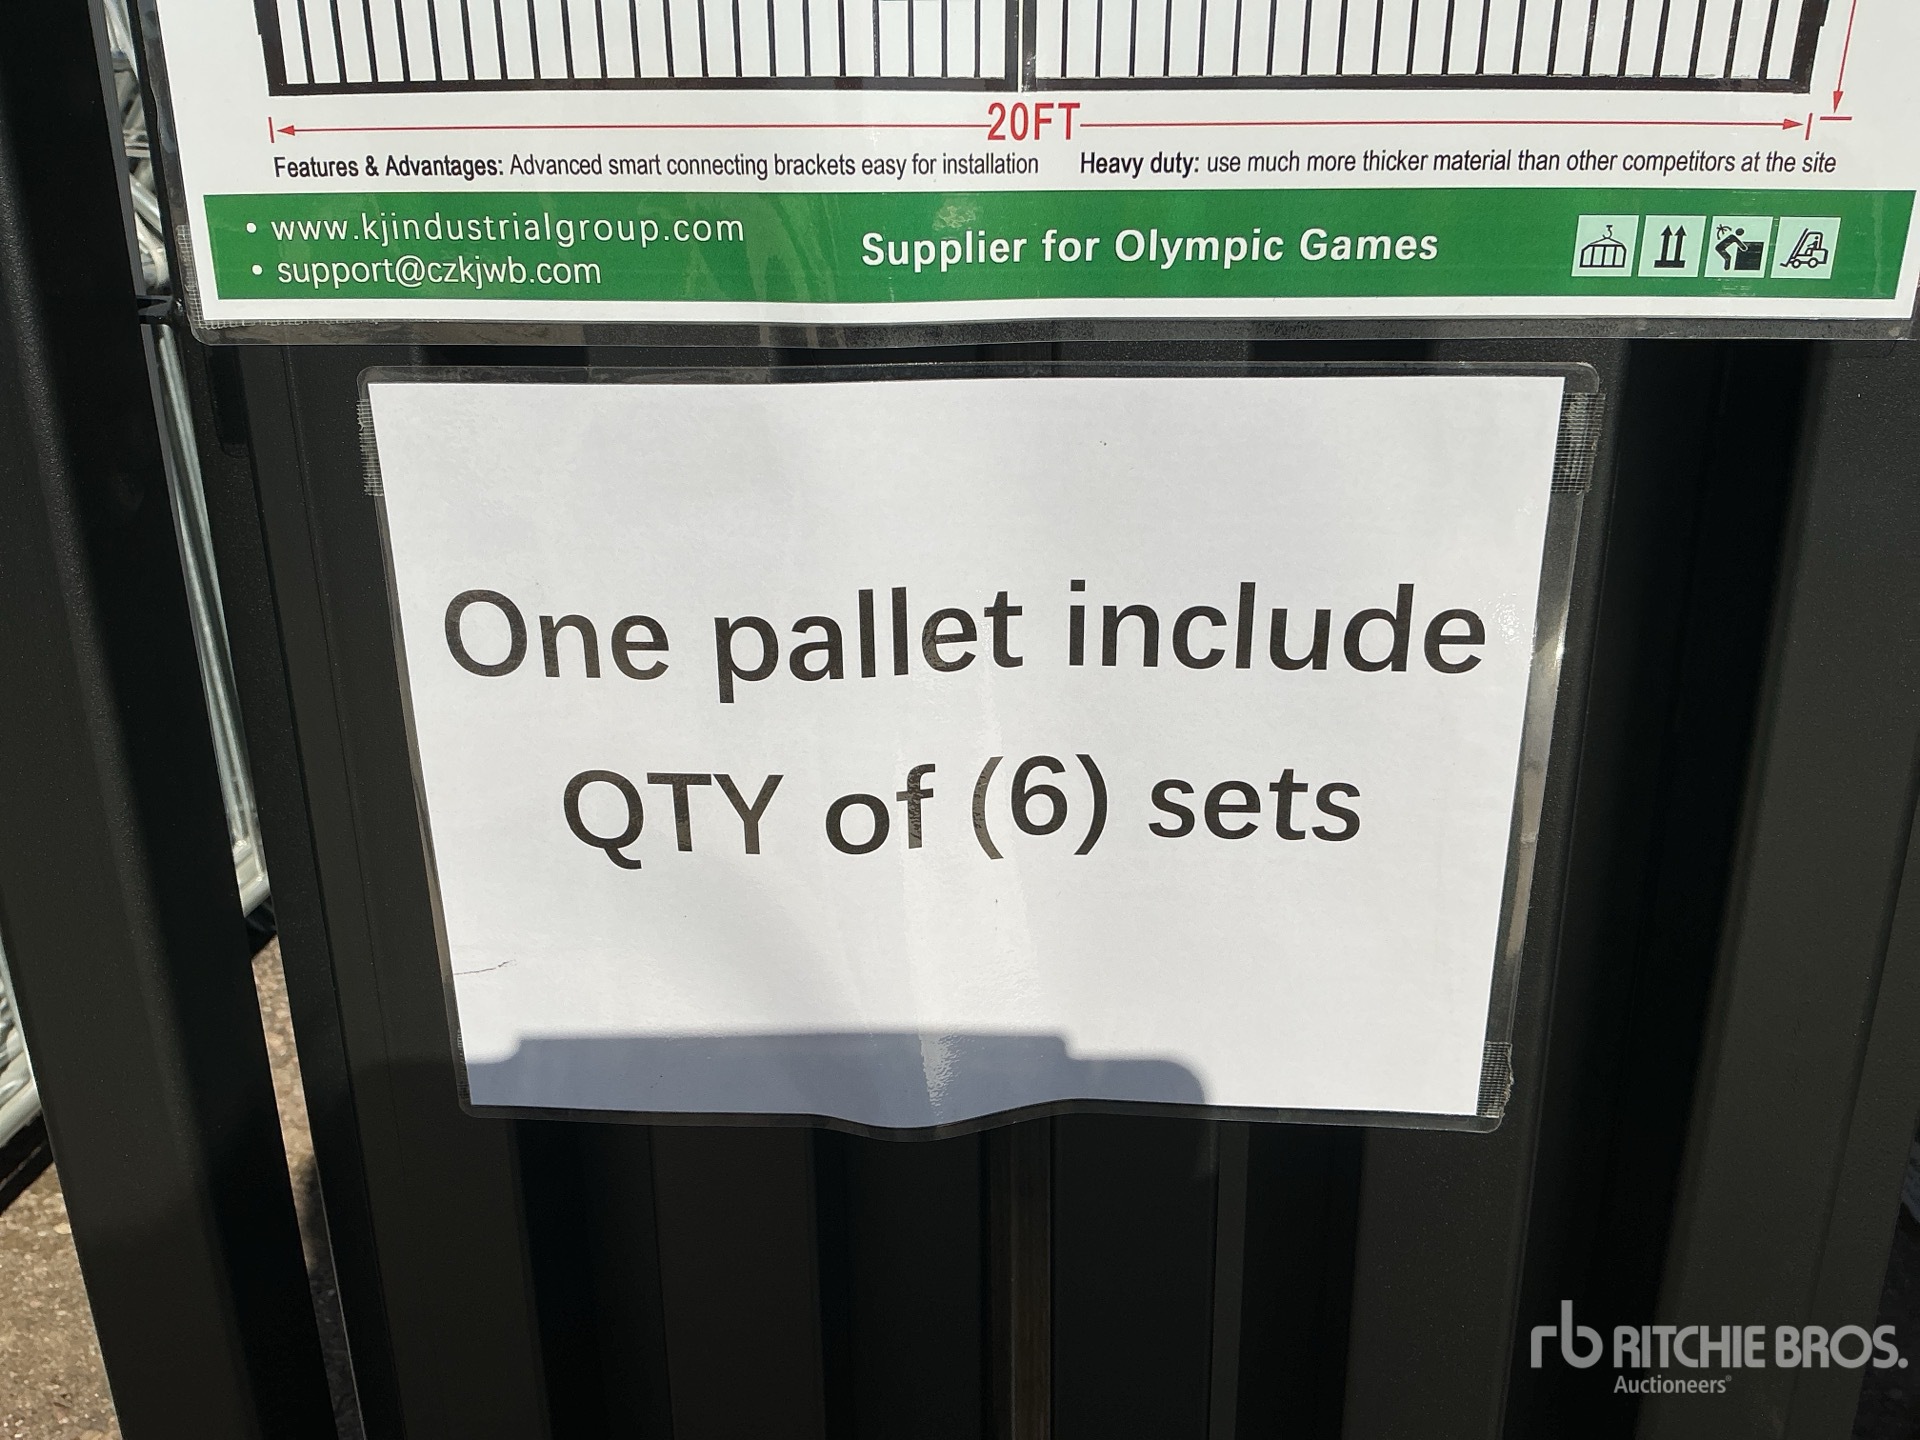 20FT
Features & Advantages: Advanced smart connecting brackets easy for installation Heavy duty: use much more thicker material than other competitors at the site
• www.kjindustrialgroup.com
• support@czkjwb.com
Supplier for Olympic Games
3
One pallet include
QTY of (6) sets
rb RITCHIE BROS.
Auctioneers®